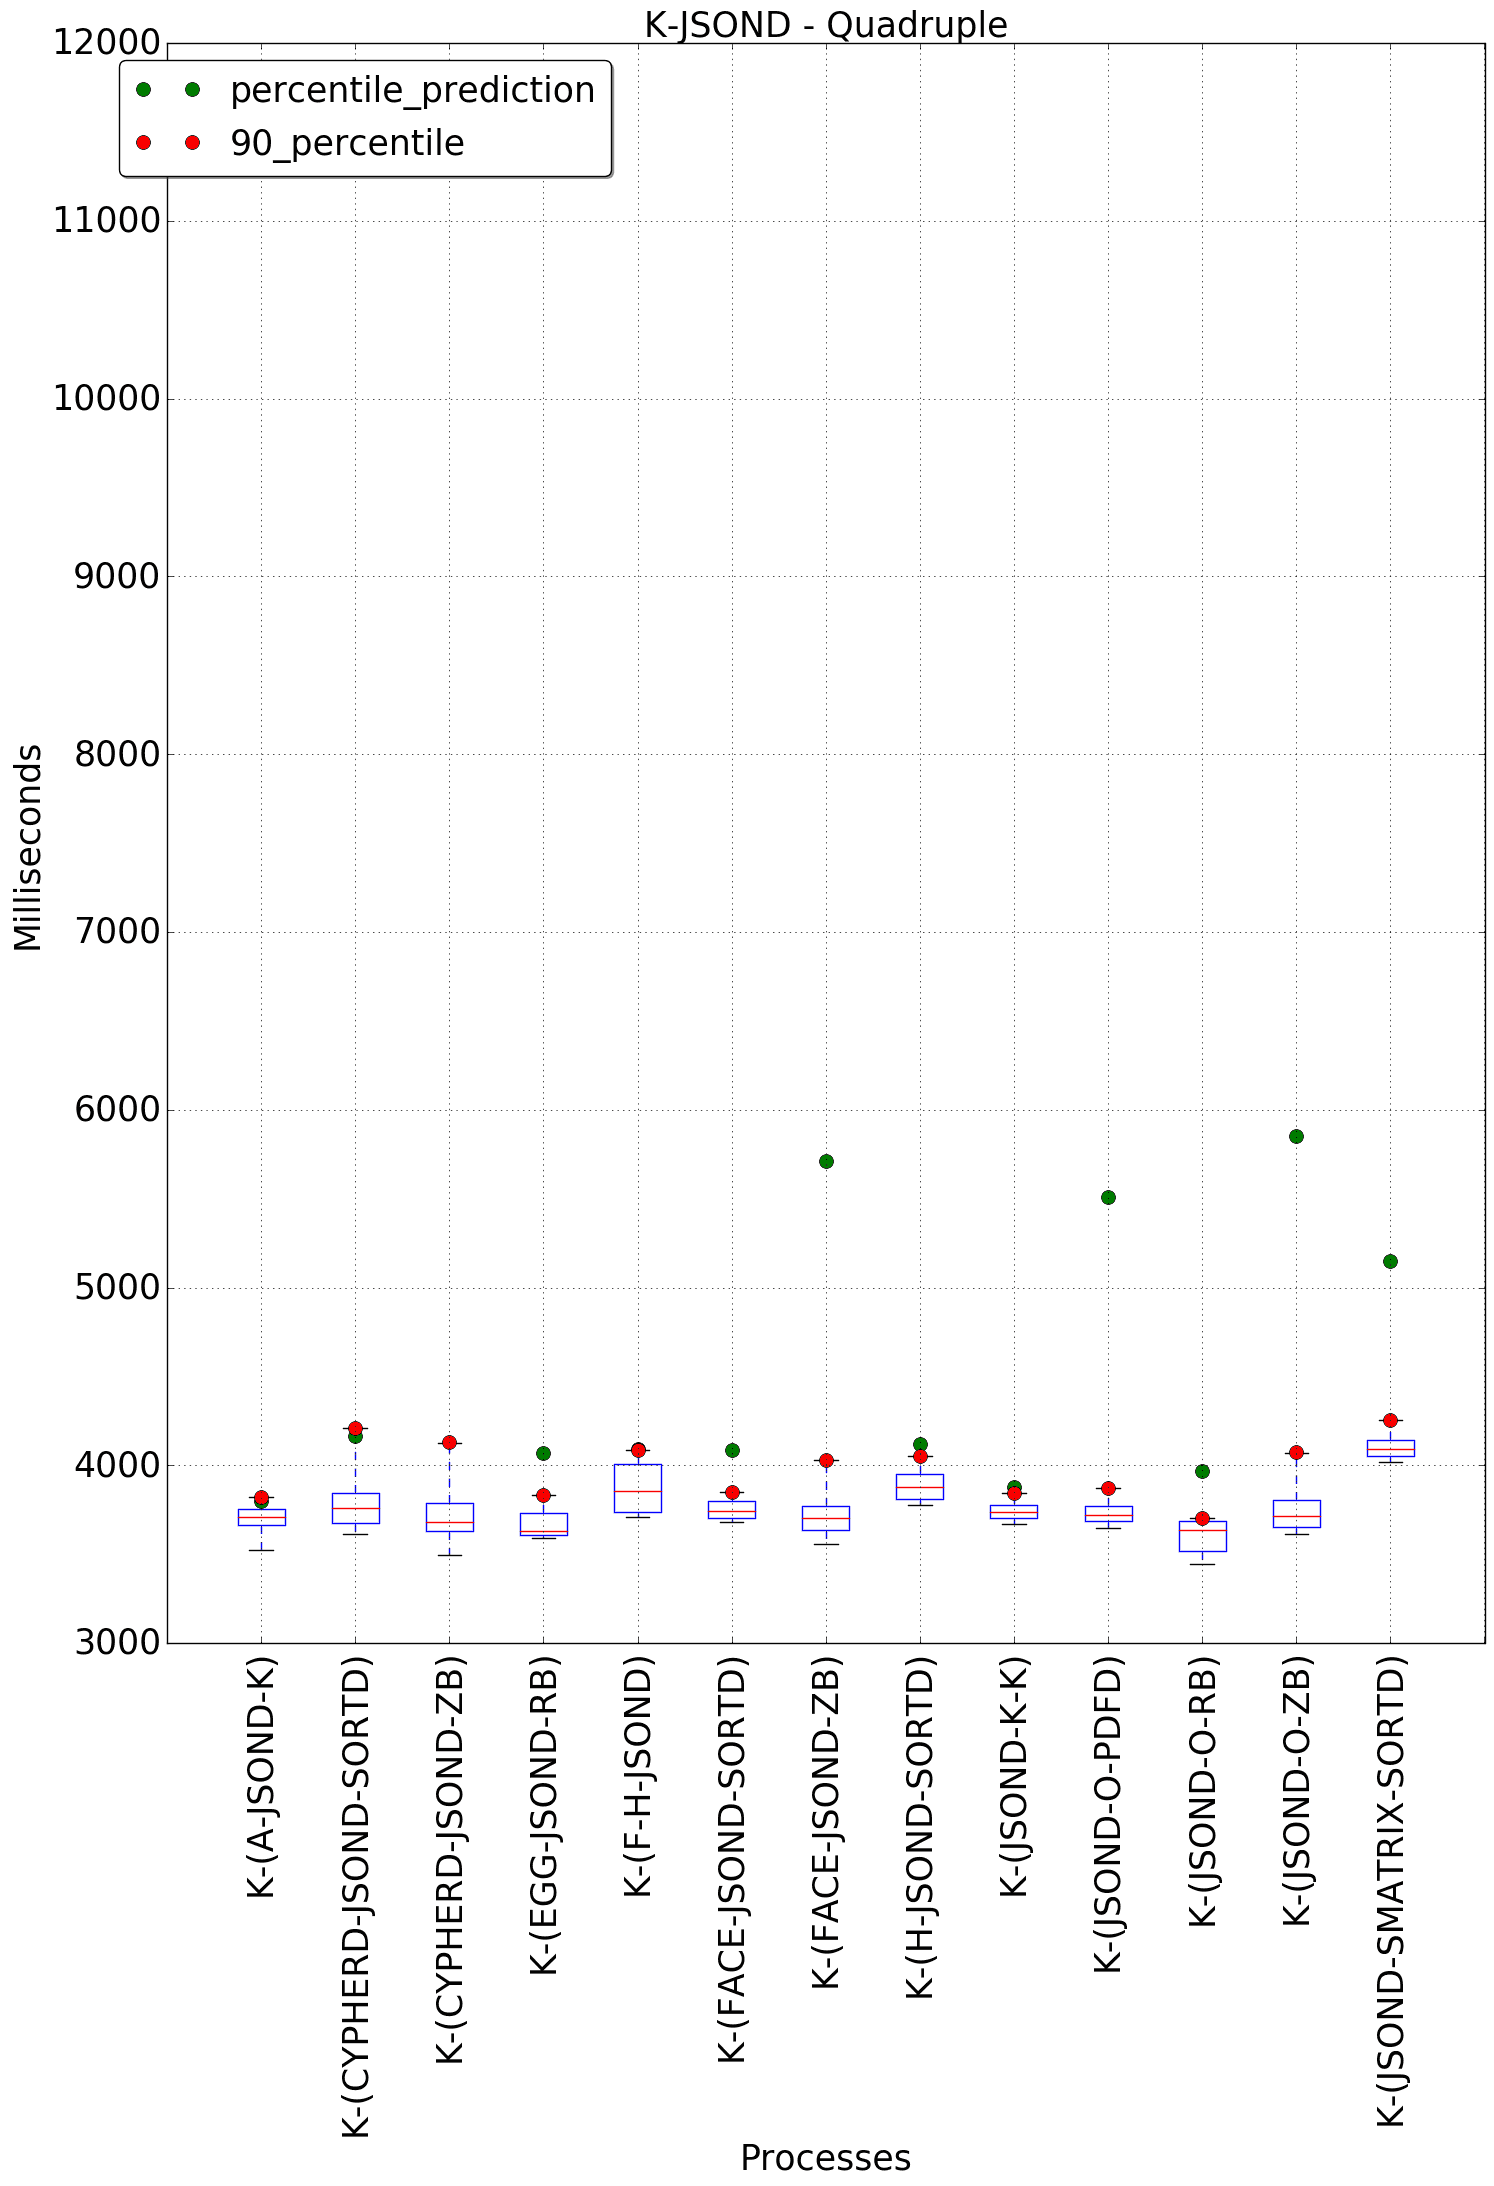 K-JSOND - Quadruple
percentile_prediction
90_percentile
12000
11000
10000
9000
8000
7000
6000
5000
4000
3000
Milliseconds
K-(A-JSOND-K)
K-(CYPHERD-JSOND-SORTD)
K-(CYPHERD-JSOND-ZB)
K-(EGG-JSOND-RB)
K-(F-H-JSOND)
K-(FACE-JSOND-SORTD)
K-(FACE-JSOND-ZB)
K-(H-JSOND-SORTD)
K-(JSOND-K-K)
K-(JSOND-O-PDFD)
K-(JSOND-O-RB)
K-(JSOND-O-ZB)
K-(JSOND-SMATRIX-SORTD)
Processes